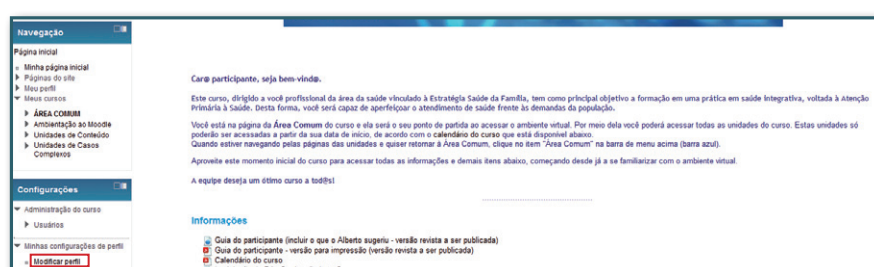 Navegação
Página inicial
Minha página inicial
Páginas do site
Meu perfil
Meus cursos
ÁREA COMUM
Ambientação ao Moodle
Unidades de Conteúdo
Unidades de Casos
Complexos
Configurações
Administração do curso
Usuários
Minhas configurações de perfil
Modificar perfil
Car@ participante, seja bem-vind@.
Este curso, dirigido a você profissional da área da saúde vinculado à Estratégia Saúde da Família, tem como principal objetivo a formação em uma prática em saúde integrativa, voltada à Atenção
Primária à Saúde. Desta forma, você será capaz de aperfeiçoar o atendimento de saúde frente às demandas da população.
Você está na página da Área Comum do curso e ela será o seu ponto de partida ao acessar o ambiente virtual. Por meio dela você poderá acessar todas as unidades do curso. Estas unidades só
poderão ser acessadas a partir da sua data de início, de acordo com o calendário do curso que está disponível abaixo.
Quando estiver navegando pelas páginas das unidades e quiser retornar à Área Comum, clique no item "Área Comum" na barra de menu acima (barra azul).
Aproveite este momento inicial do curso para acessar todas as informações e demais itens abaixo, começando desde já a se familiarizar com o ambiente virtual.
A equipe deseja um ótimo curso a tod@s!
Informações
Guia do participante (incluir o que o Alberto sugeriu - versão revista a ser publicada)
Guia do participante - versão para impressão (versão revista a ser publicada)
Calendário do curso